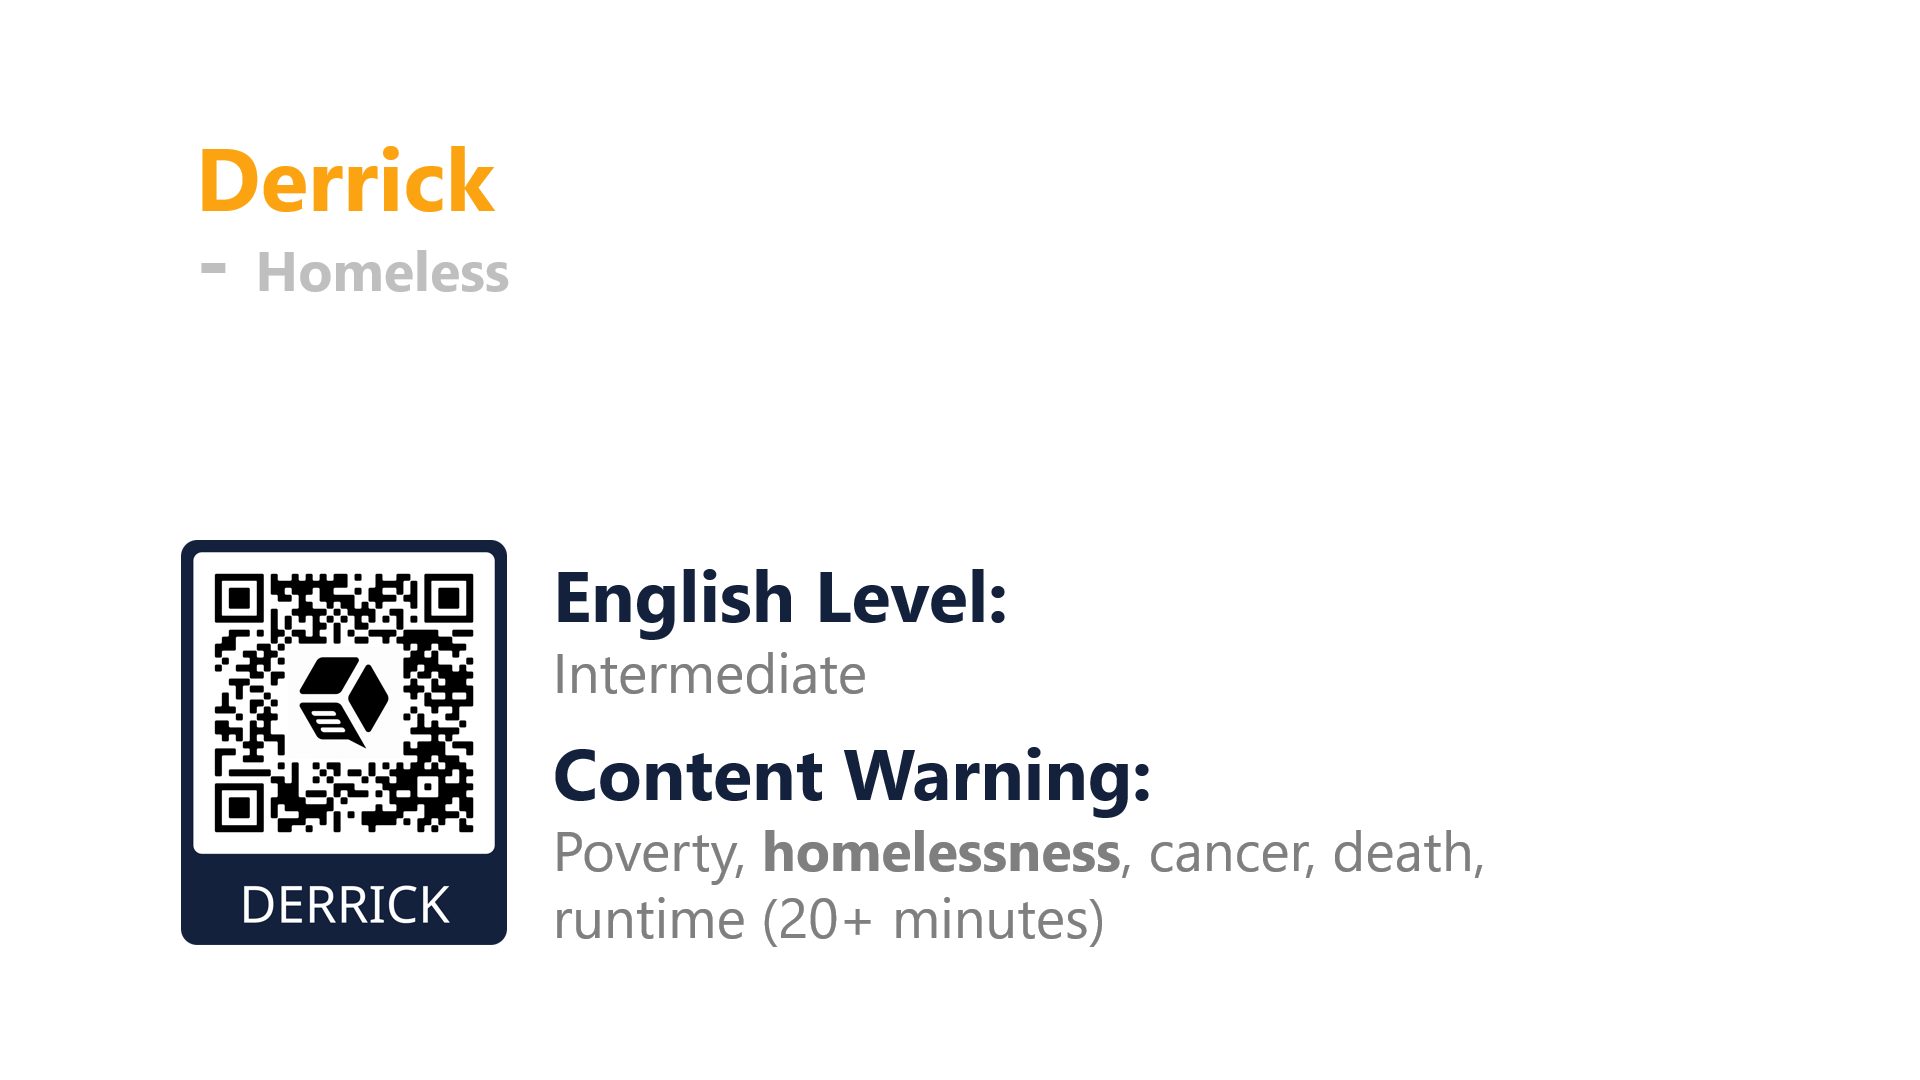 Derrick
- Homeless
English Level:
Intermediate
Content Warning:
Poverty, homelessness, cancer, death,
runtime (20+ minutes)
DERRICK